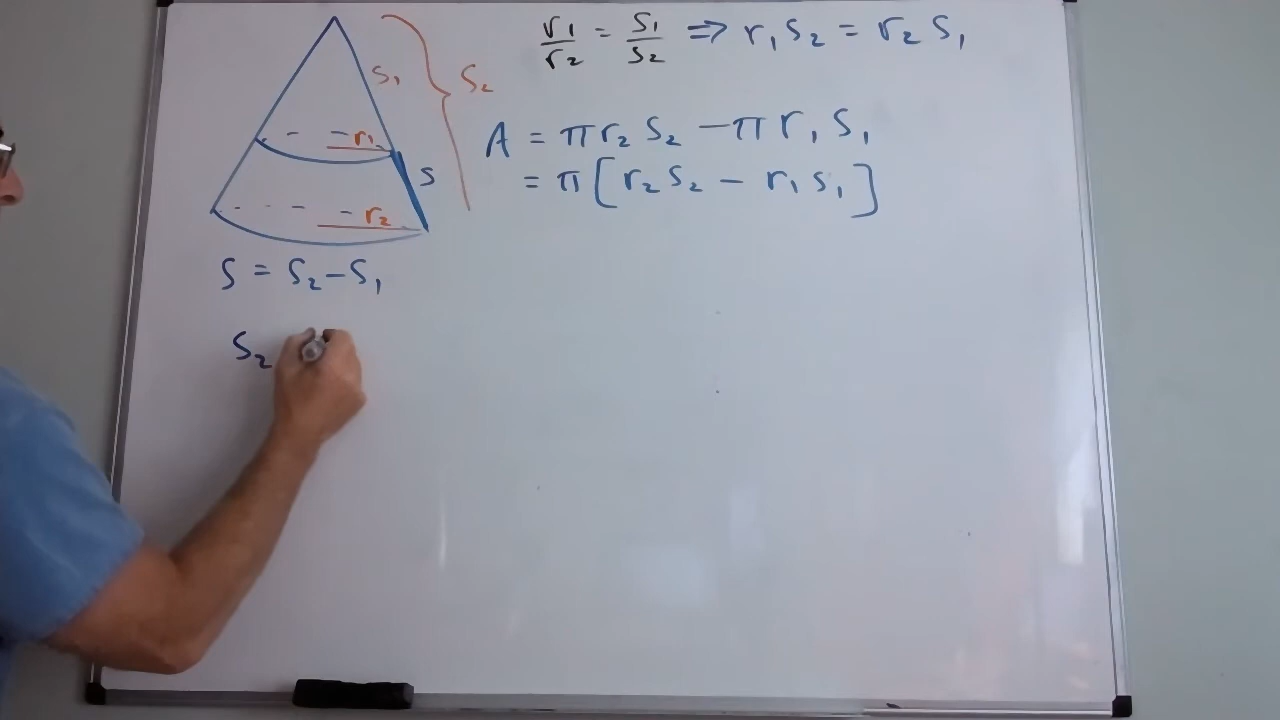 r₁/r₂ = s₁/s₂ ⇒ r₁ s₂ = r₂ s₁
s₁
s₂
A = π r₂ s₂ − π r₁ s₁
r₁
s
= π [ r₂ s₂ − r₁ s₁ ]
r₂
s = s₂ − s₁
s₂